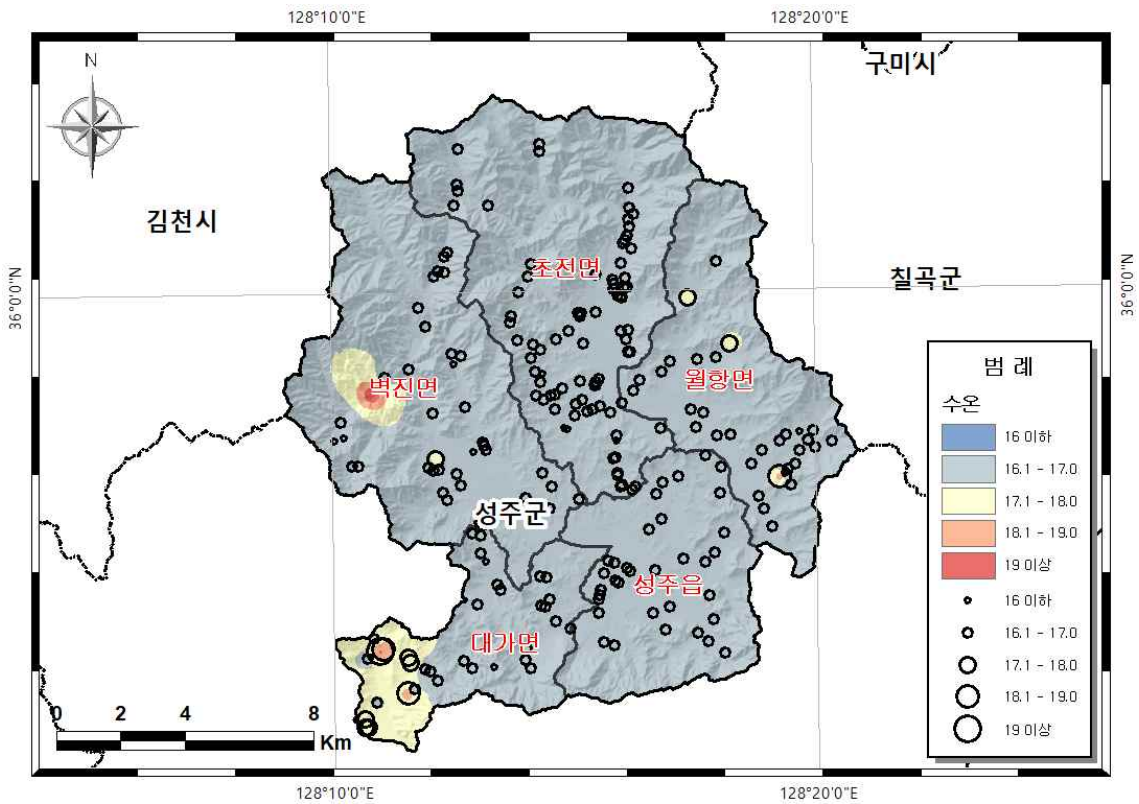 128°10'0"E
128°20'0"E
N
구미시
김천시
36°0'0"N
초전면
칠곡군
36°0'0"N
범 례
수온
16 이하
16.1 - 17.0
17.1 - 18.0
18.1 - 19.0
19 이상
16 이하
16.1 - 17.0
17.1 - 18.0
18.1 - 19.0
19 이상
벽진면
월항면
성주군
성주읍
대가면
0 2 4 8
Km
128°10'0"E
128°20'0"E